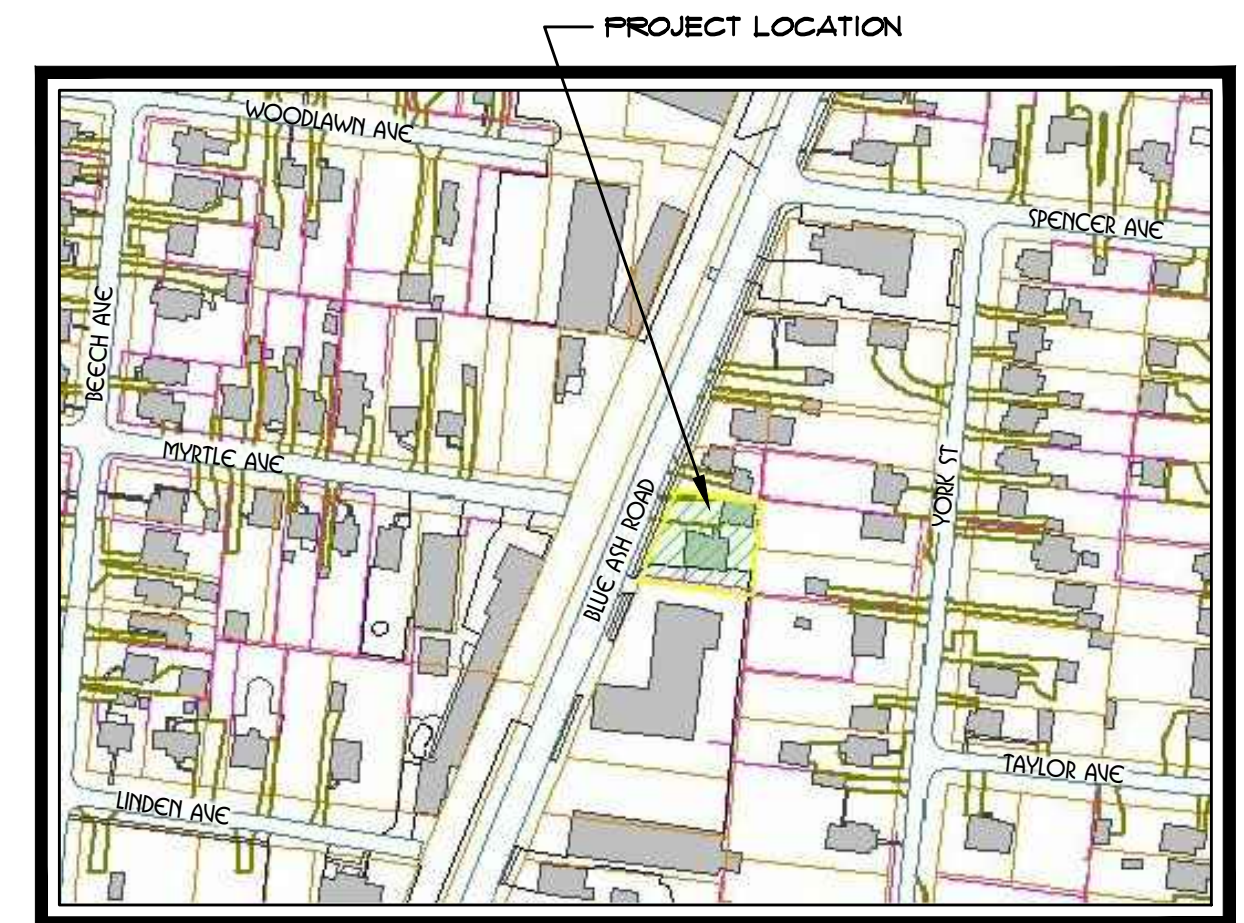 PROJECT LOCATION
WOODLAWN AVE
SPENCER AVE
BEECH AVE
MYRTLE AVE
YORK ST
BLUE ASH ROAD
TAYLOR AVE
LINDEN AVE